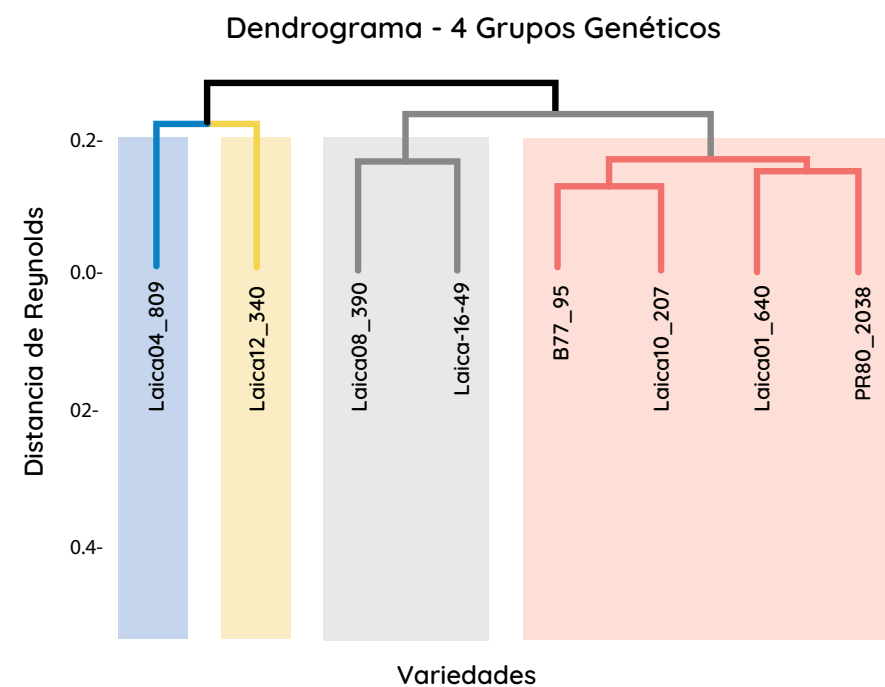 Dendrograma - 4 Grupos Genéticos
Distancia de Reynolds
0.2-
0.0-
02-
0.4-
Laica04_809
Laica12_340
Laica08_390
Laica-16-49
B77_95
Laica10_207
Laica01_640
PR80_2038
Variedades